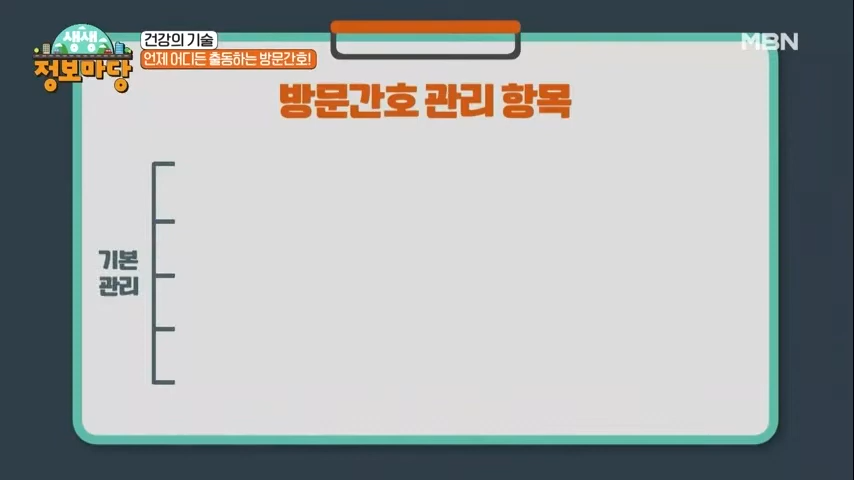 생생
정보마당
건강의 기술
언제 어디든 출동하는 방문간호!
MBN
방문간호 관리 항목
기본
관리